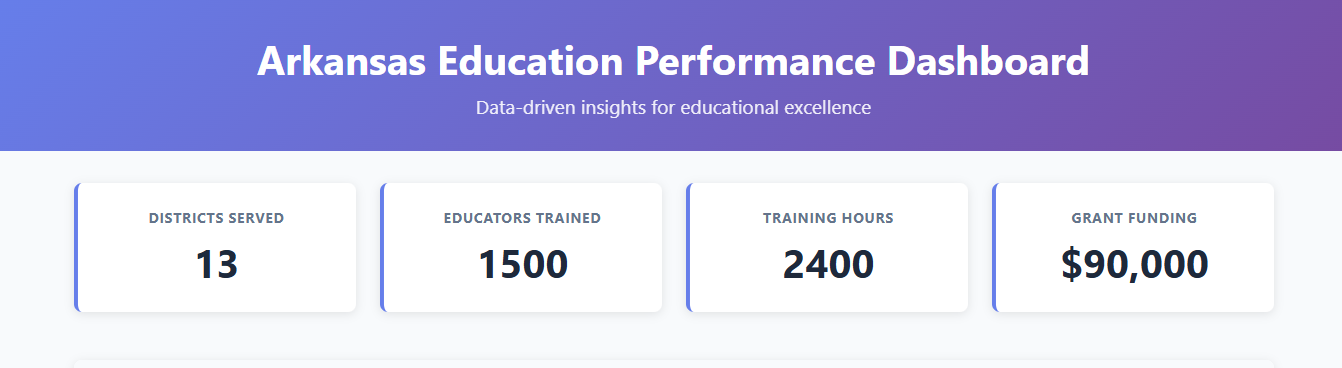 Arkansas Education Performance Dashboard
Data-driven insights for educational excellence
DISTRICTS SERVED
13
EDUCATORS TRAINED
1500
TRAINING HOURS
2400
GRANT FUNDING
$90,000